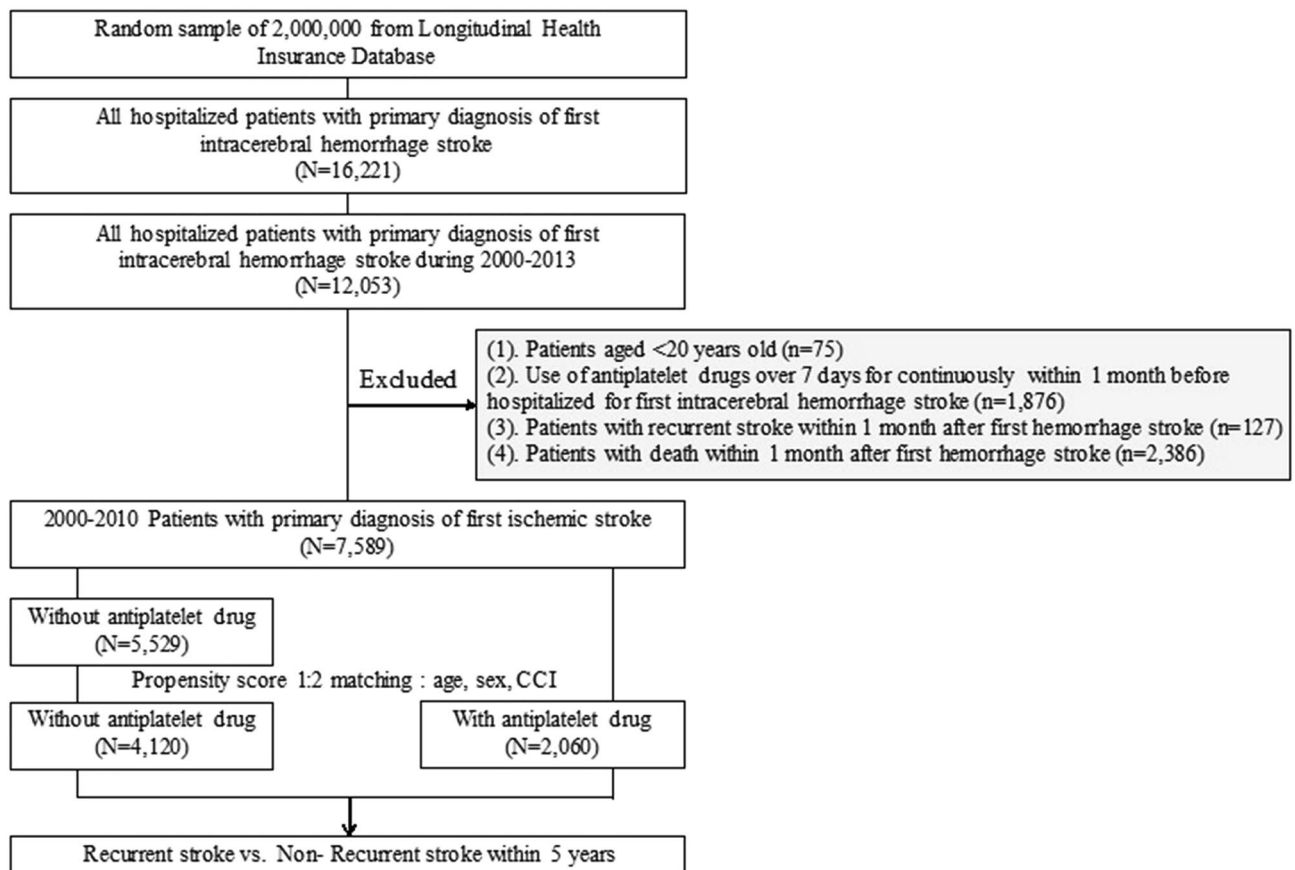 Random sample of 2,000,000 from Longitudinal Health
Insurance Database
All hospitalized patients with primary diagnosis of first
intracerebral hemorrhage stroke
(N=16,221)
All hospitalized patients with primary diagnosis of first
intracerebral hemorrhage stroke during 2000-2013
(N=12,053)
Excluded
(1). Patients aged <20 years old (n=75)
(2). Use of antiplatelet drugs over 7 days for continuously within 1 month before
hospitalized for first intracerebral hemorrhage stroke (n=1,876)
(3). Patients with recurrent stroke within 1 month after first hemorrhage stroke (n=127)
(4). Patients with death within 1 month after first hemorrhage stroke (n=2,386)
2000-2010 Patients with primary diagnosis of first ischemic stroke
(N=7,589)
Without antiplatelet drug
(N=5,529)
Propensity score 1:2 matching : age, sex, CCI
Without antiplatelet drug
(N=4,120)
With antiplatelet drug
(N=2,060)
Recurrent stroke vs. Non- Recurrent stroke within 5 years